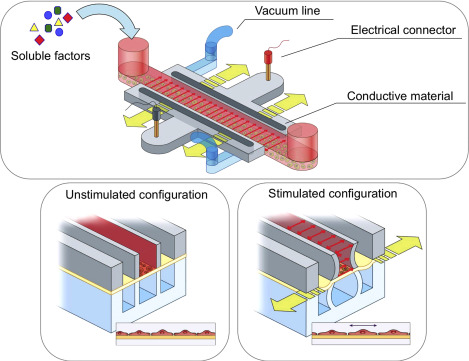 Vacuum line
Electrical connector
Soluble factors
Conductive material
Unstimulated configuration
Stimulated configuration